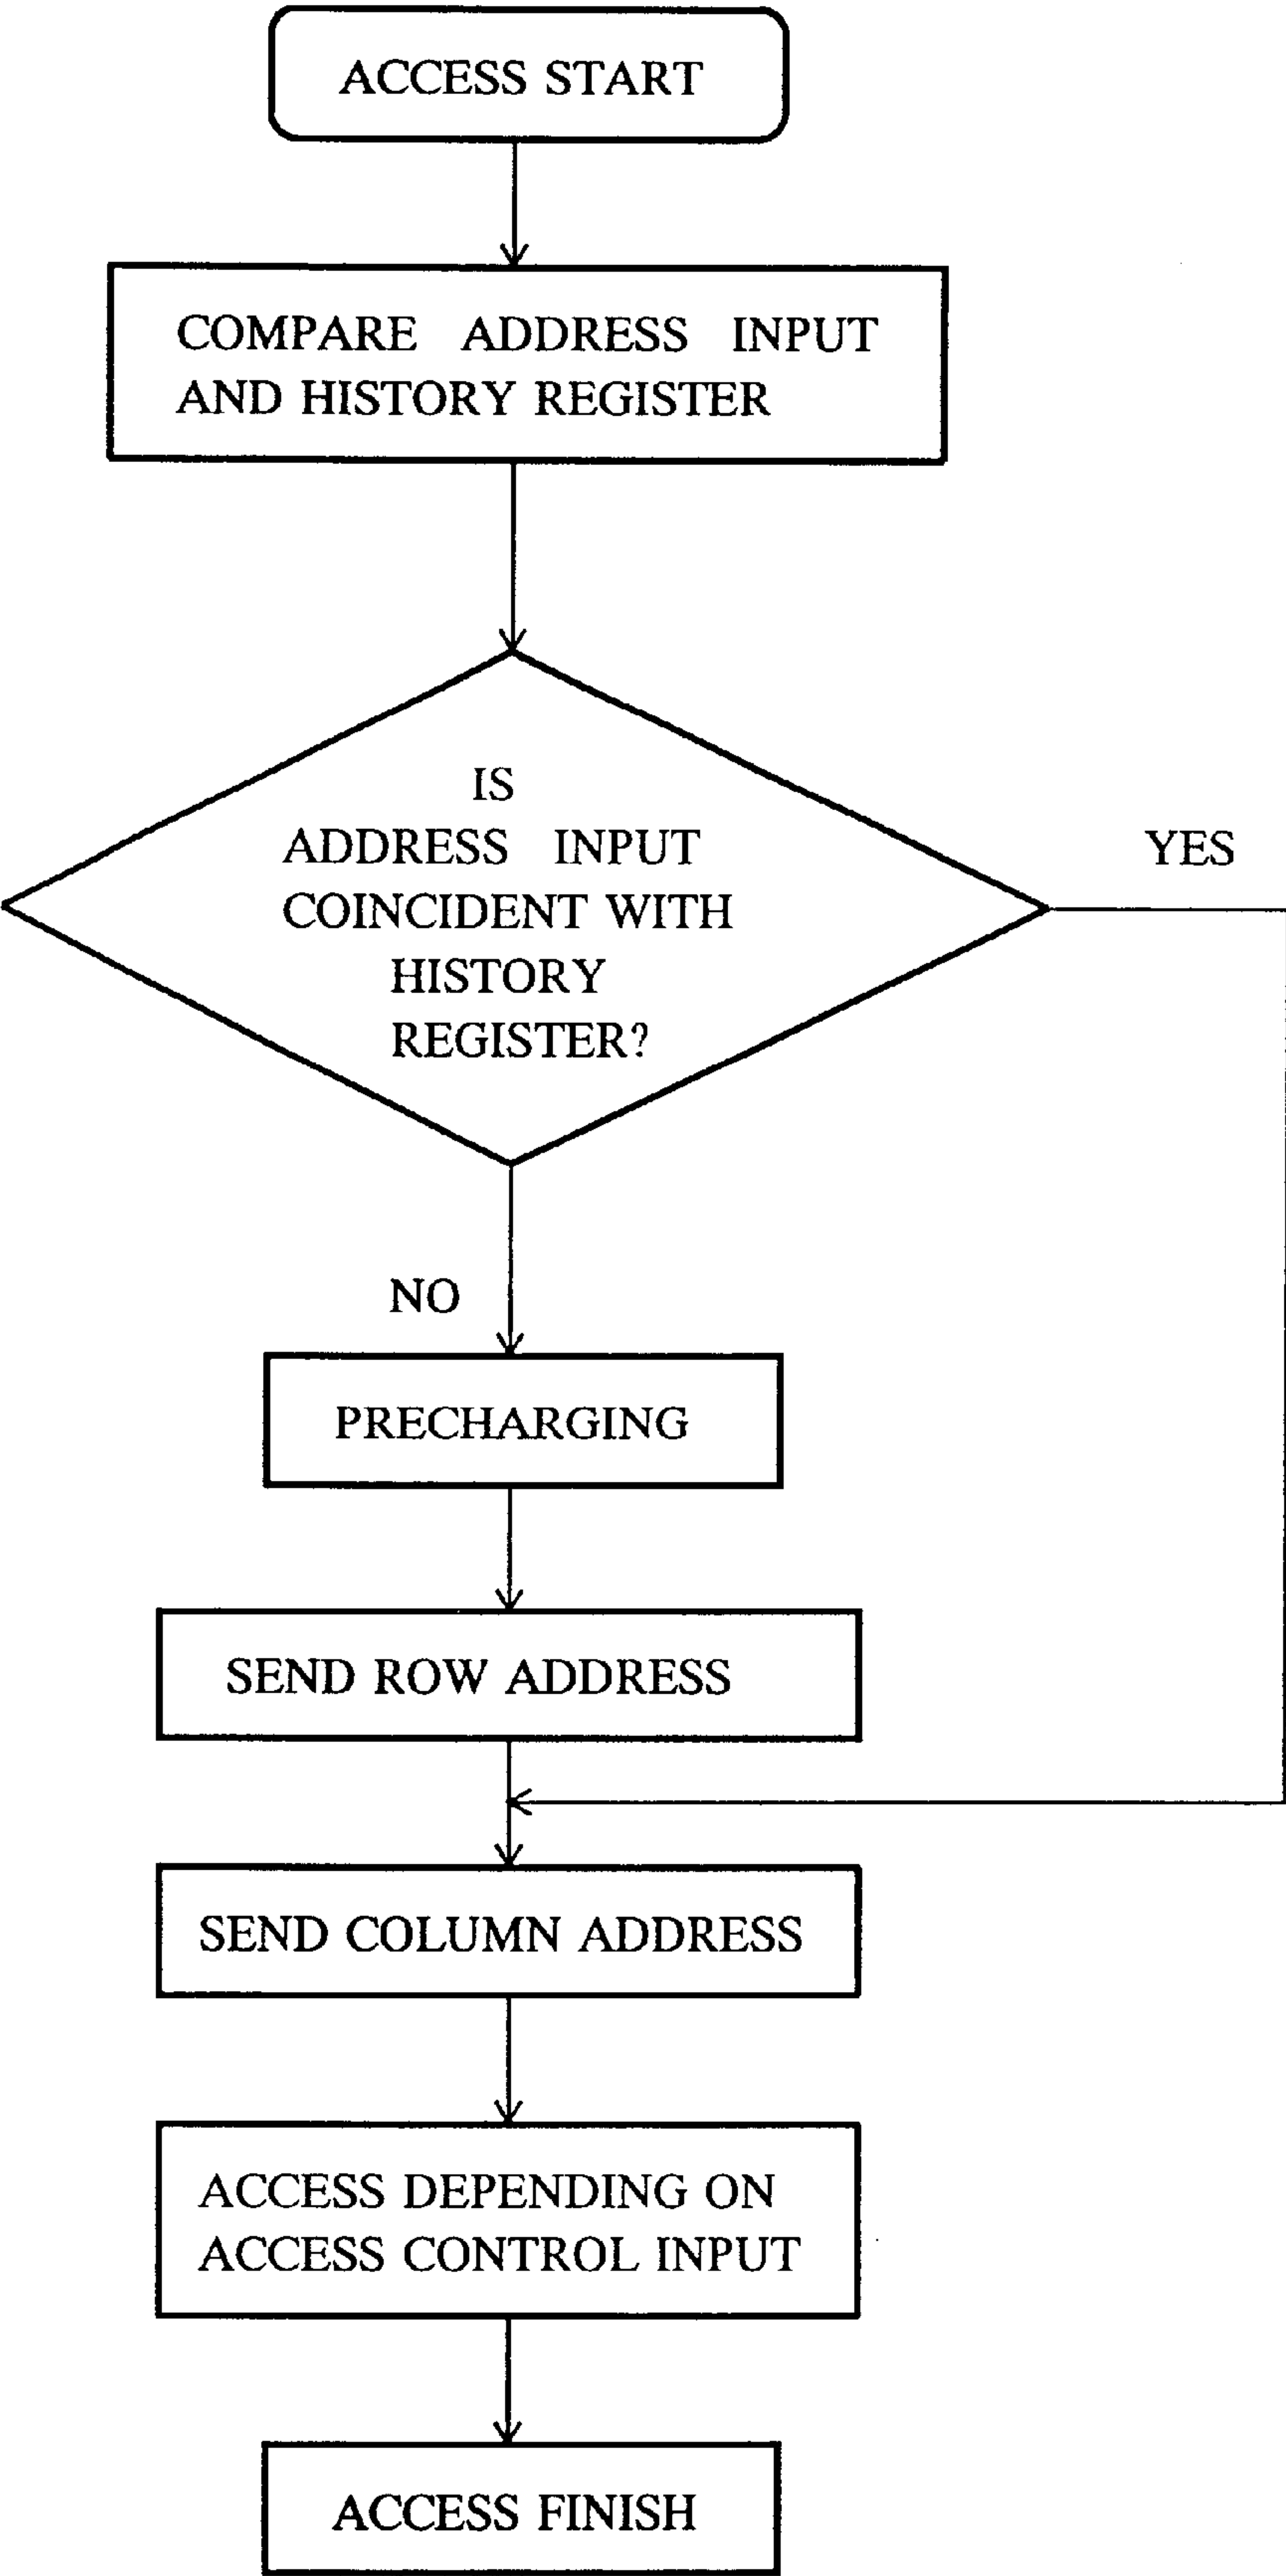 ACCESS START
COMPARE ADDRESS INPUT
AND HISTORY REGISTER
IS
ADDRESS INPUT
COINCIDENT WITH
HISTORY
REGISTER?
YES
NO
PRECHARGING
SEND ROW ADDRESS
SEND COLUMN ADDRESS
ACCESS DEPENDING ON
ACCESS CONTROL INPUT
ACCESS FINISH